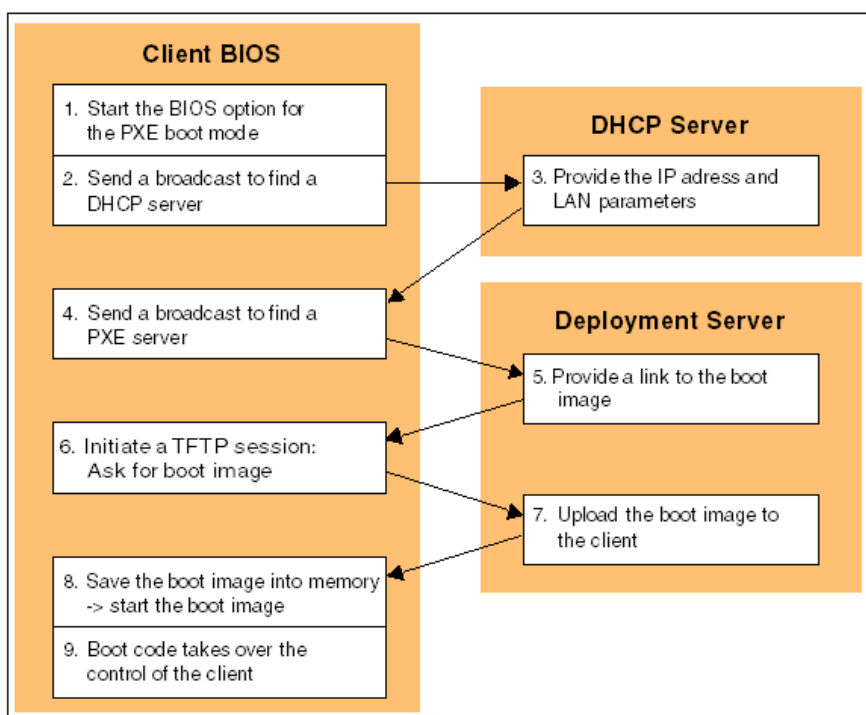 Client BIOS
1. Start the BIOS option for
the PXE boot mode
2. Send a broadcast to find a
DHCP server
DHCP Server
3. Provide the IP adress and
LAN parameters
4. Send a broadcast to find a
PXE server
Deployment Server
5. Provide a link to the boot
image
6. Initiate a TFTP session:
Ask for boot image
7. Upload the boot image to
the client
8. Save the boot image into memory
-> start the boot image
9. Boot code takes over the
control of the client